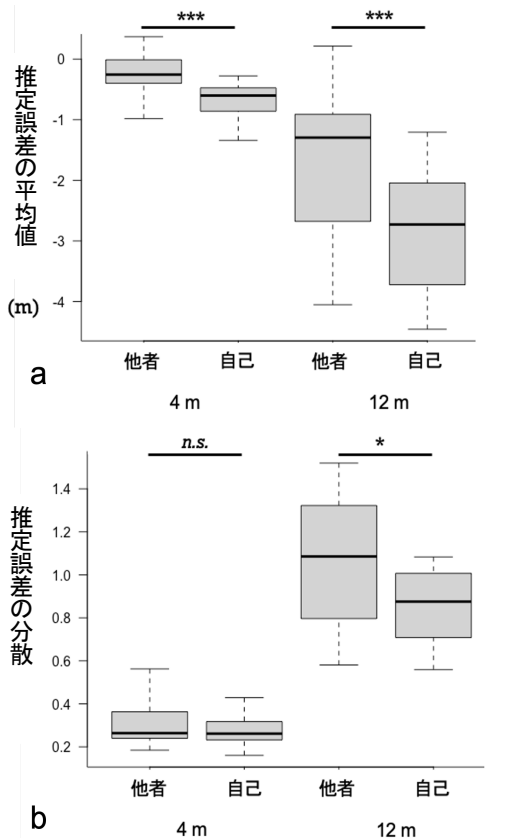 ***
***
推定誤差の平均値
(m)
0
-1
-2
-3
-4
他者
自己
他者
自己
4 m
12 m
a
n.s.
*
推定誤差の分散
1.4
1.2
1.0
0.8
0.6
0.4
0.2
他者
自己
他者
自己
4 m
12 m
b